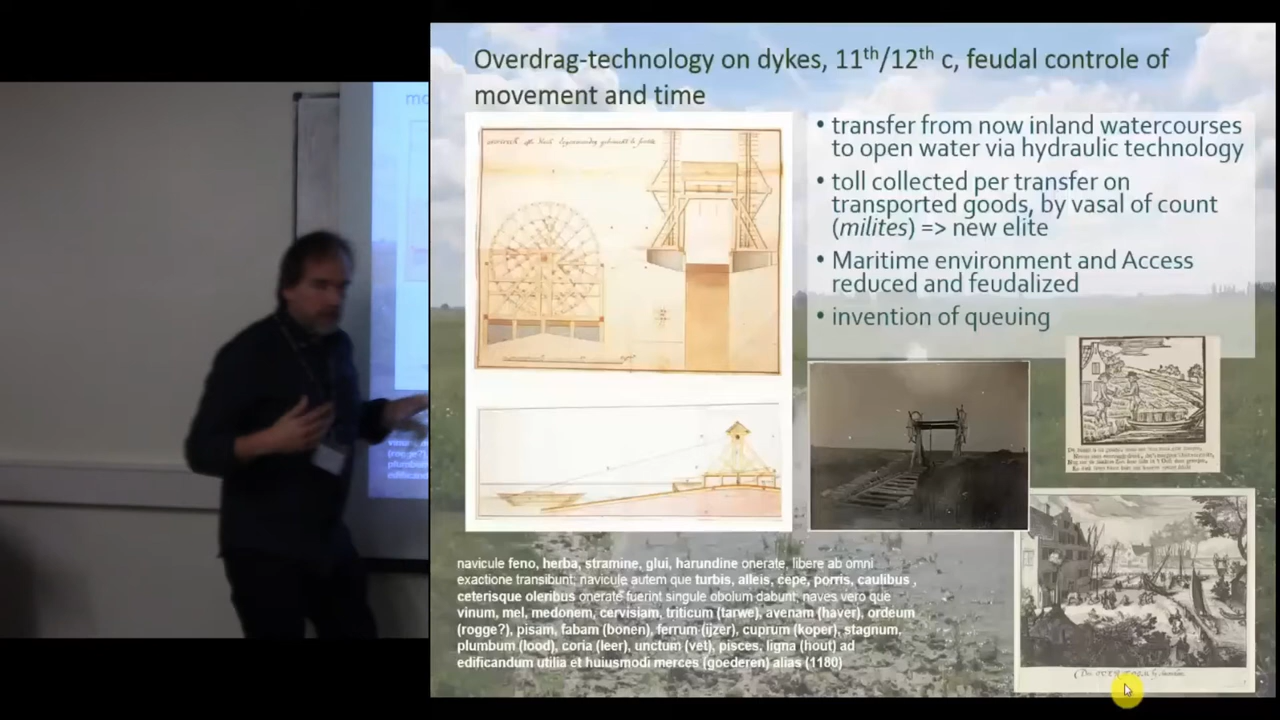 Overdrag-technology on dykes, 11th/12th c, feudal controle of
movement and time
• transfer from now inland watercourses
to open water via hydraulic technology
• toll collected per transfer on
transported goods, by vasal of count
(milites) => new elite
• Maritime environment and Access
reduced and feudalized
• invention of queuing
navicule feno, herba, stramine, glui, harundine onerate, libere ab omni
exactione transibunt; navicule autem que turbis, alleis, cepe, porris, caulibus ,
ceterisque oleribus onerate fuerint singule obolum dabunt; naves vero que
vinum, mel, medonem, cervisiam, triticum (tarwe), avenam (haver), ordeum
(rogge?), pisam, fabam (bonen), ferrum (ijzer), cuprum (koper), stagnum,
plumbum (lood), coria (leer), unctum (vet), pisces, ligna (hout) ad
edificandum utilia et huiusmodi merces (goederen) alias (1180)